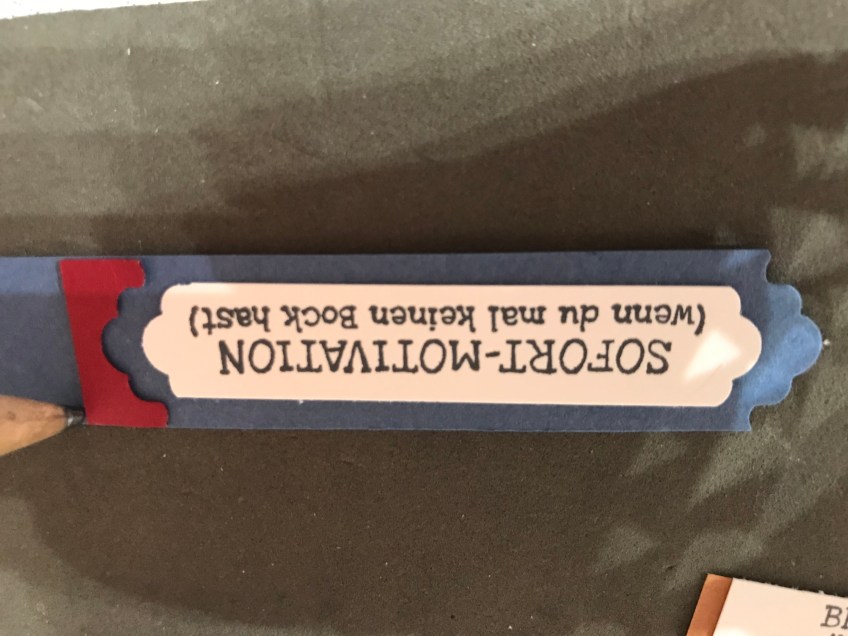 SOFORT-MOTIVATION
(wenn du mal keinen Bock hast)